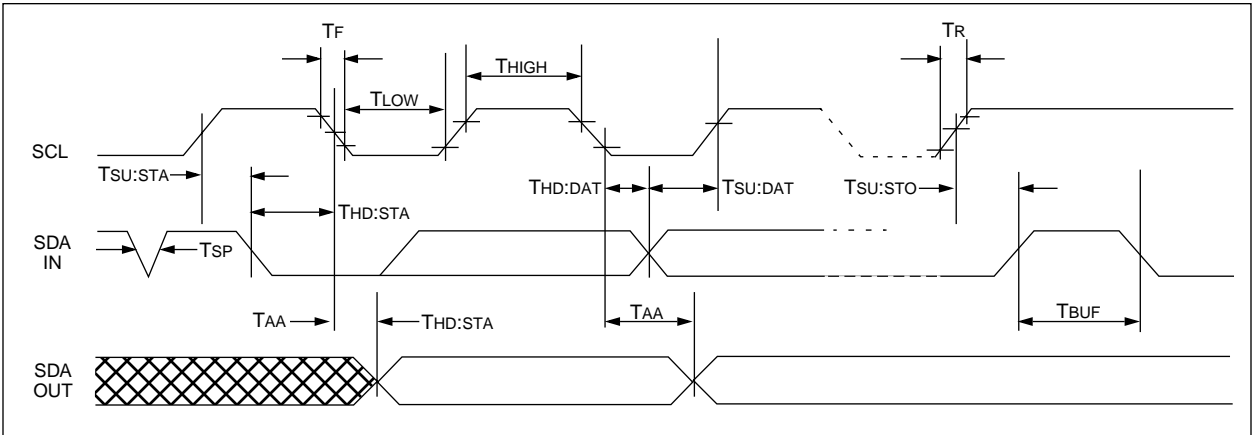 TF
TR
THIGH
TLOW
SCL
TSU:STA
THD:DAT
TSU:DAT
TSU:STO
THD:STA
SDA
IN
TSP
TAA
THD:STA
TAA
TBUF
SDA
OUT